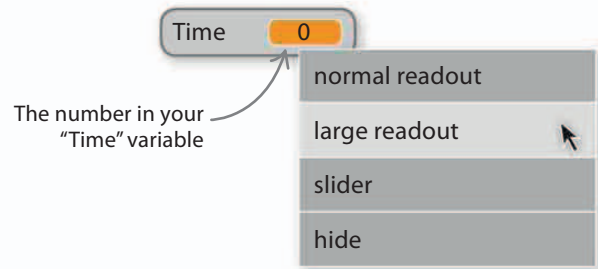 Time 0
normal readout
The number in your
"Time" variable
large readout
slider
hide